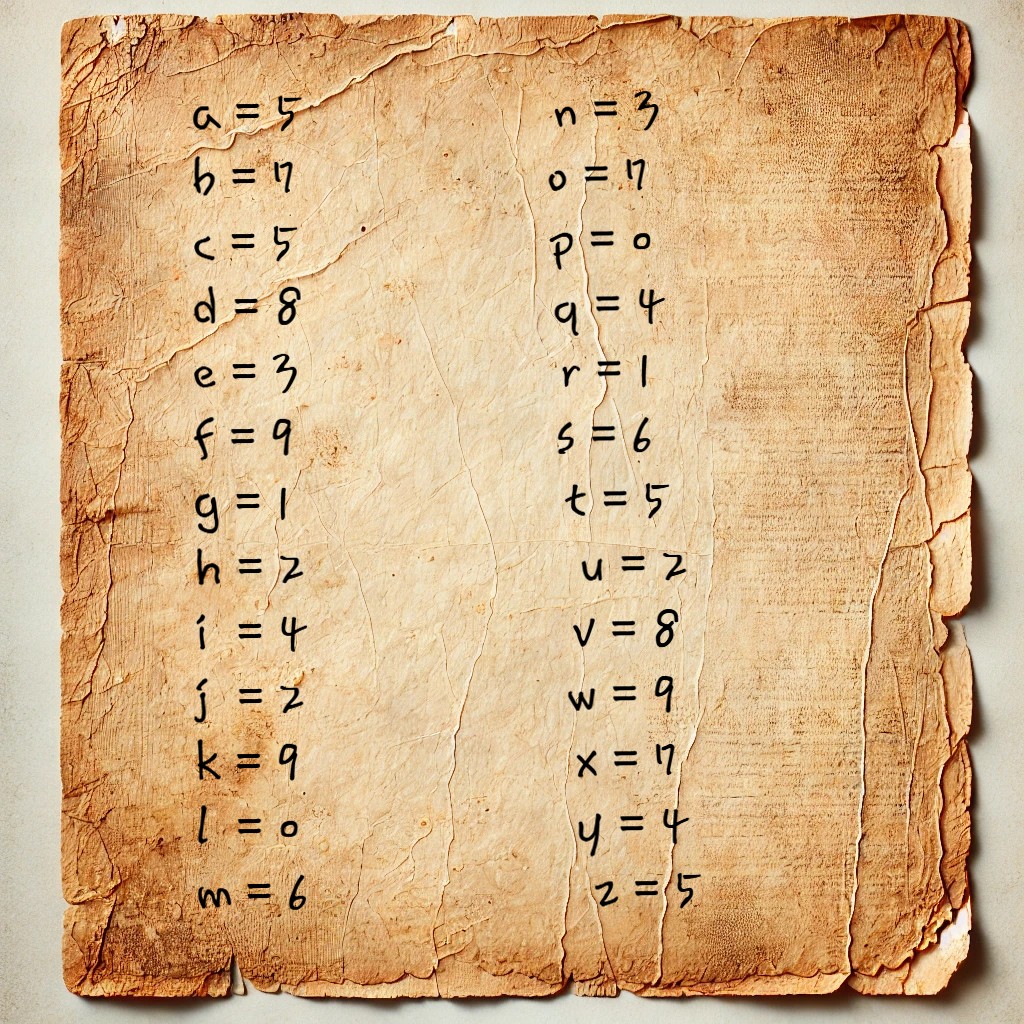 a = 5
b = 7
c = 5
d = 8
e = 3
f = 9
g = 1
h = 2
i = 4
j = 2
k = 9
l = 0
m = 6
n = 3
o = 7
p = 0
q = 4
r = 1
s = 6
t = 5
u = 2
v = 8
w = 9
x = 7
y = 4
z = 5